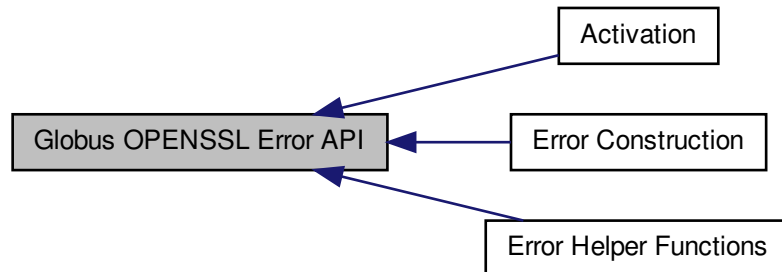 Activation
Globus OPENSSL Error API
Error Construction
Error Helper Functions